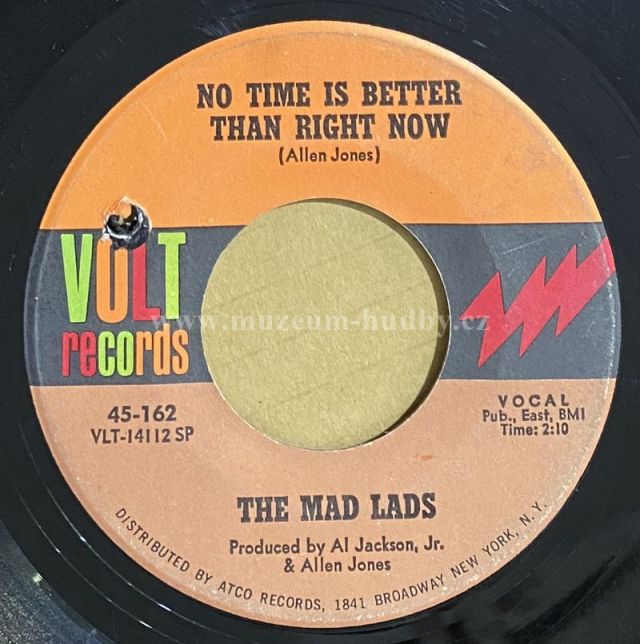 NO TIME IS BETTER
THAN RIGHT NOW
(Allen Jones)
VOLT
records
www.muzeum-hudby.cz
45-162
VLT-14112 SP
VOCAL
Pub., East, BMI
Time: 2:10
THE MAD LADS
Produced by Al Jackson, Jr.
& Allen Jones
DISTRIBUTED BY ATCO RECORDS, 1841 BROADWAY NEW YORK, N. Y.